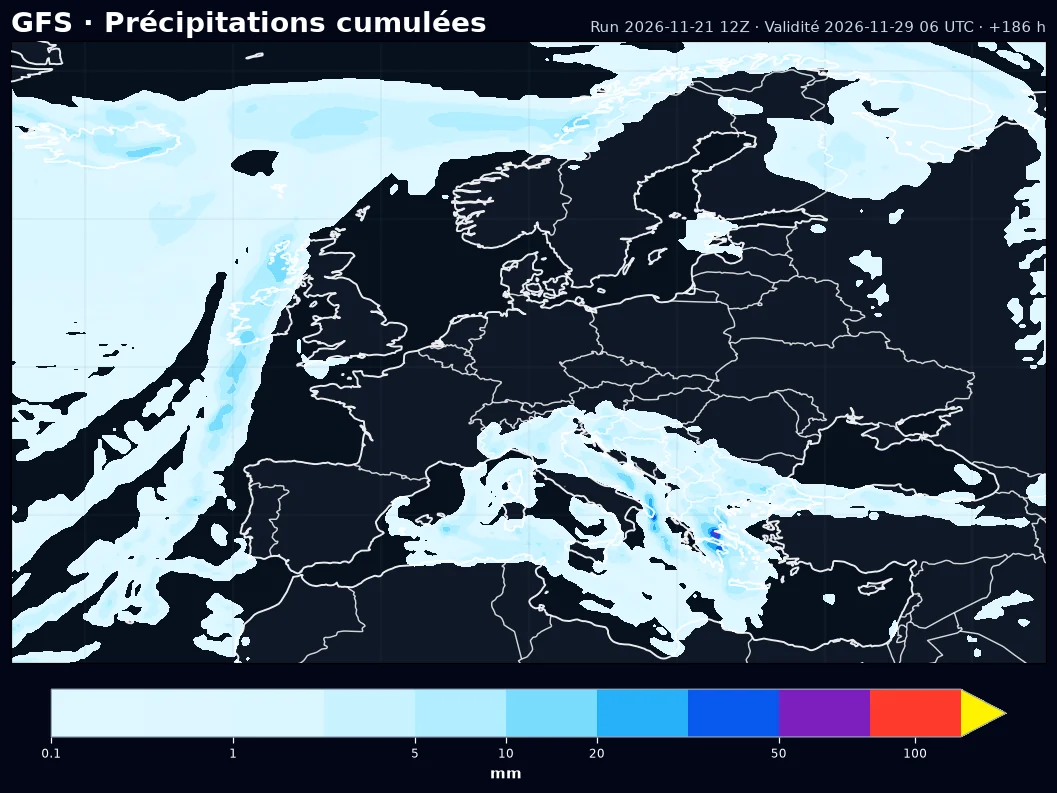 GFS · Précipitations cumulées
Run 2026-11-21 12Z · Validité 2026-11-29 06 UTC · +186 h
0.1 1 5 10 20 50 100
mm